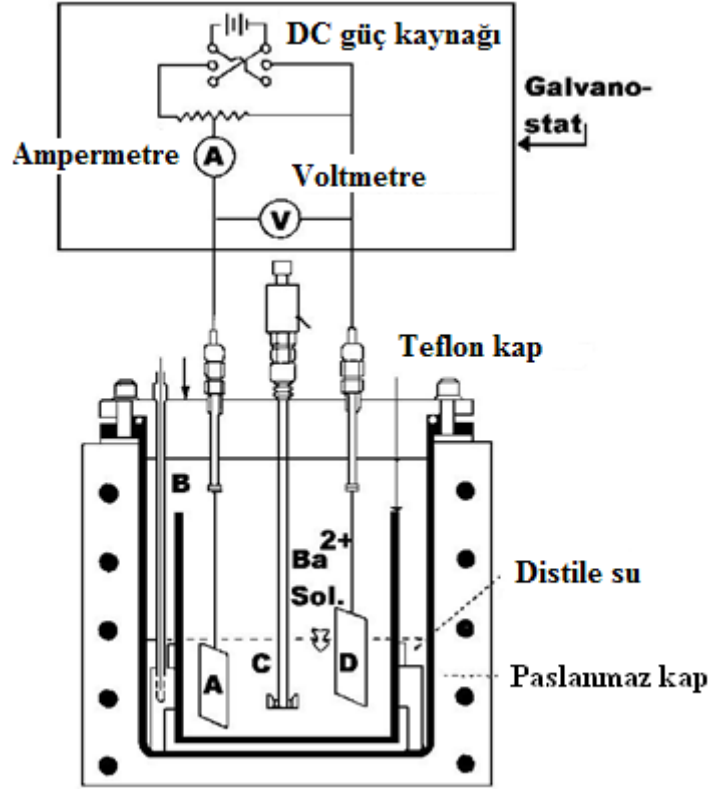 DC güç kaynağı
Galvano-
stat
Ampermetre
A
Voltmetre
V
Teflon kap
B
Ba2+
Sol.
Distile su
A
C
D
Paslanmaz kap